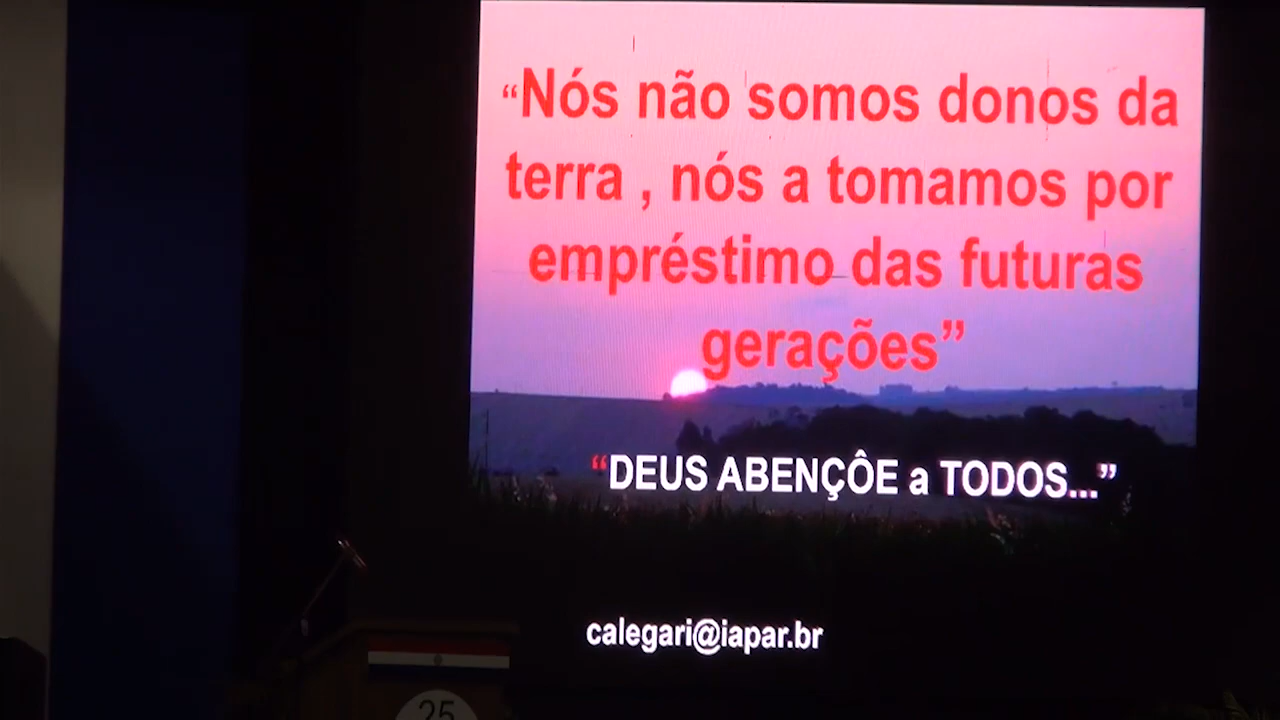 “Nós não somos donos da
terra , nós a tomamos por
empréstimo das futuras
gerações”
“DEUS ABENÇÔE a TODOS...”
calegari@iapar.br
25